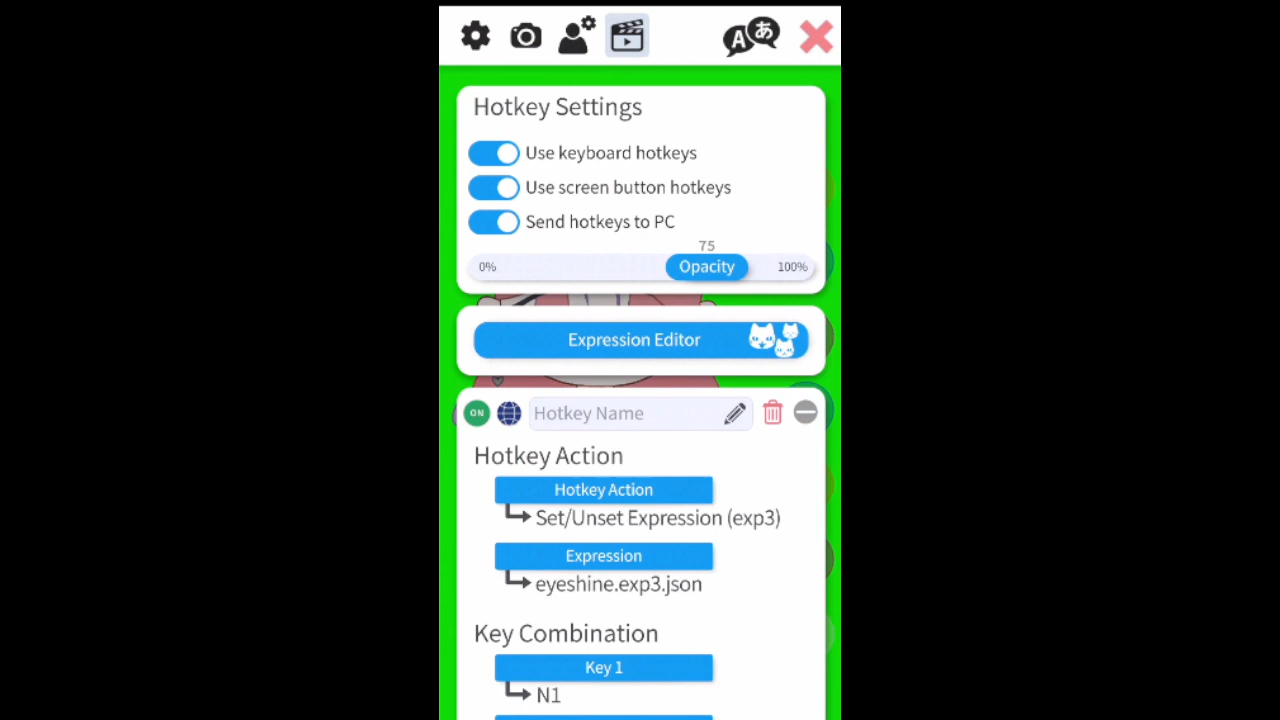 A あ
Hotkey Settings
Use keyboard hotkeys
Use screen button hotkeys
Send hotkeys to PC
75
0% Opacity 100%
Expression Editor
ON Hotkey Name
Hotkey Action
Hotkey Action
Set/Unset Expression (exp3)
Expression
eyeshine.exp3.json
Key Combination
Key 1
N1